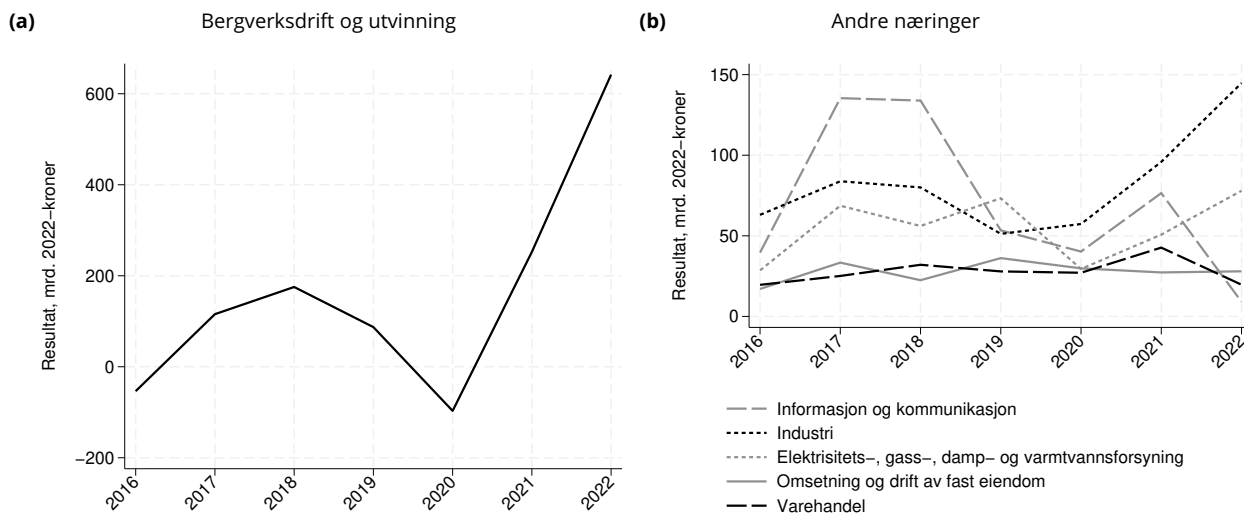 (a) Bergverksdrift og utvinning
Resultat, mrd. 2022–kroner
600
400
200
0
−200
2016 2017 2018 2019 2020 2021 2022
(b) Andre næringer
Resultat, mrd. 2022–kroner
150
100
50
0
2016 2017 2018 2019 2020 2021 2022
Informasjon og kommunikasjon
Industri
Elektrisitets–, gass–, damp– og varmtvannsforsyning
Omsetning og drift av fast eiendom
Varehandel